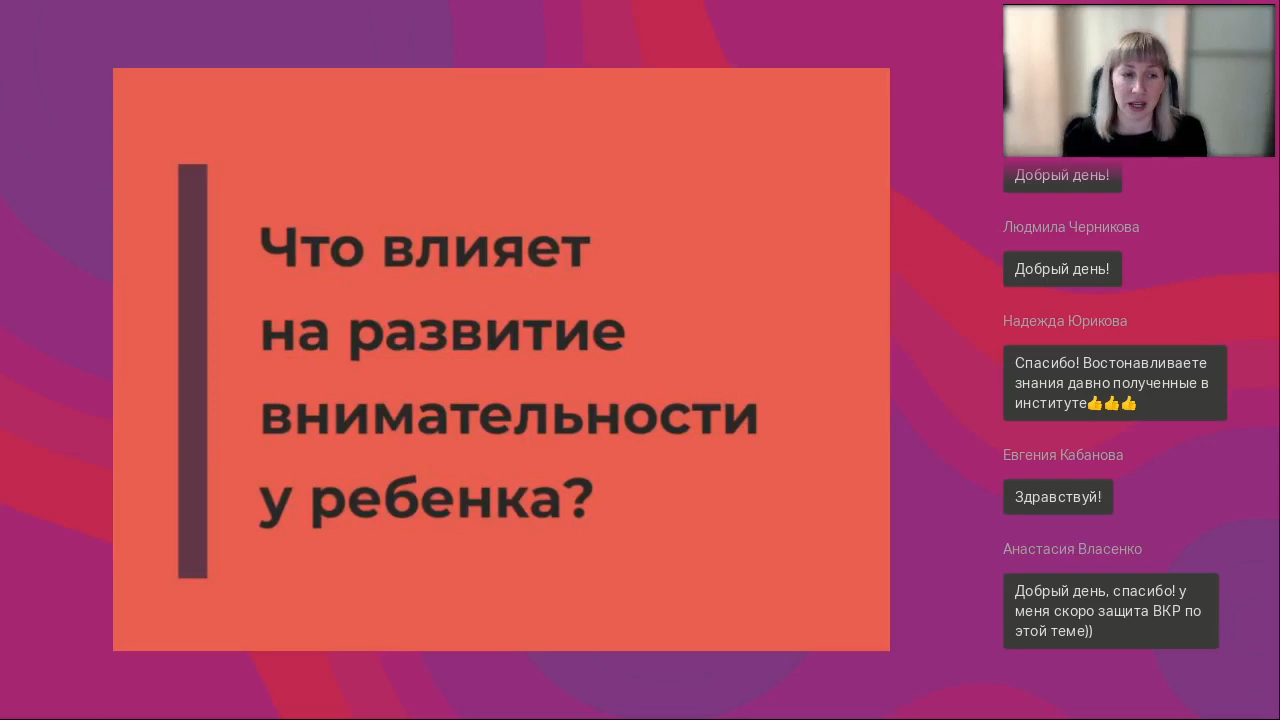 Что влияет
на развитие
внимательности
у ребенка?
Добрый день!
Людмила Черникова
Добрый день!
Надежда Юрикова
Спасибо! Востонавливаете
знания давно полученные в
институте👍👍👍
Евгения Кабанова
Здравствуй!
Анастасия Власенко
Добрый день, спасибо! у
меня скоро защита ВКР по
этой теме))